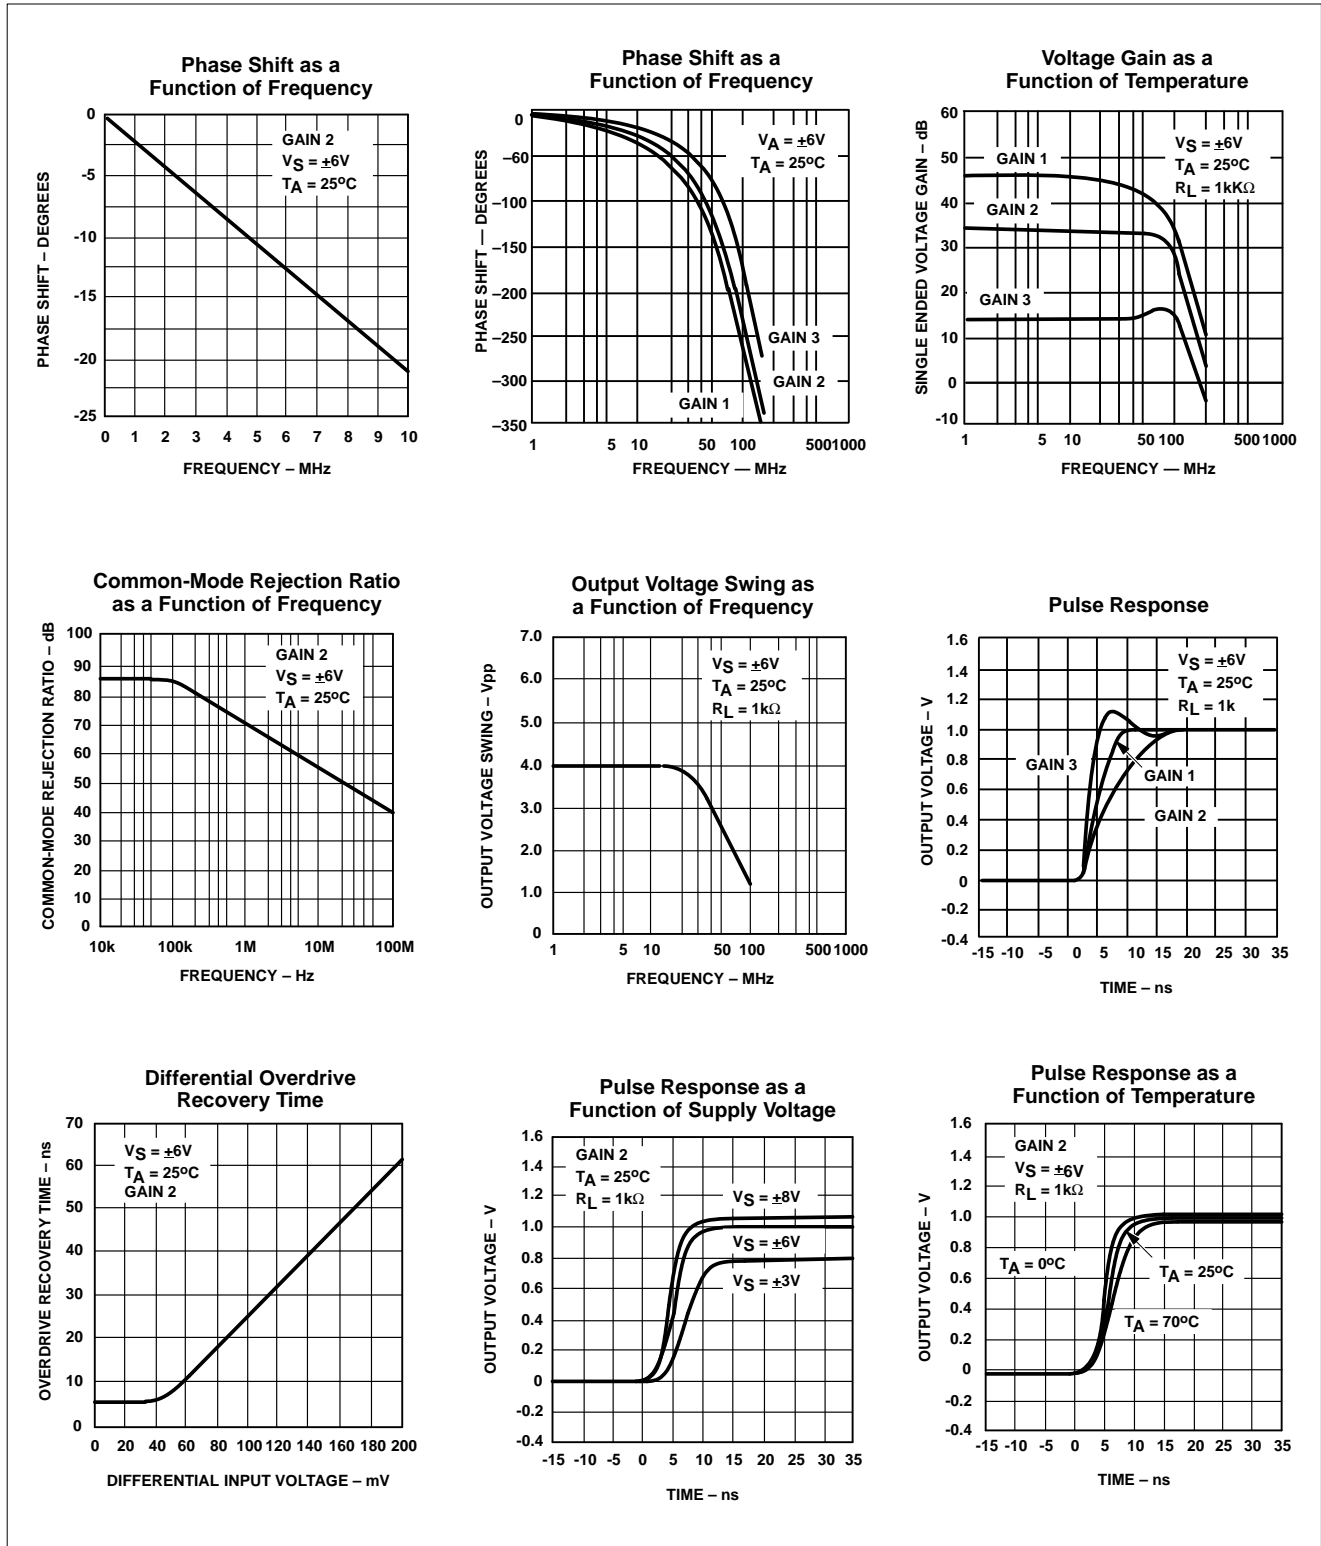 Phase Shift as a
Function of Frequency
PHASE SHIFT – DEGREES
0
-5
-10
-15
-20
-25
GAIN 2
VS = ±6V
TA = 25ºC
0 1 2 3 4 5 6 7 8 9 10
FREQUENCY – MHz
Phase Shift as a
Function of Frequency
PHASE SHIFT — DEGREES
0
–60
–100
–150
–200
–250
–300
–350
VA = ±6V
TA = 25ºC
GAIN 3
GAIN 2
GAIN 1
1 5 10 50 100 5001000
FREQUENCY — MHz
Voltage Gain as a
Function of Temperature
SINGLE ENDED VOLTAGE GAIN – dB
60
50
40
30
20
10
0
-10
VS = ±6V
TA = 25ºC
RL = 1kKΩ
GAIN 1
GAIN 2
GAIN 3
1 5 10 50 100 5001000
FREQUENCY — MHz
Common-Mode Rejection Ratio
as a Function of Frequency
COMMON-MODE REJECTION RATIO – dB
100
90
80
70
60
50
40
30
20
10
0
GAIN 2
VS = ±6V
TA = 25ºC
10k 100k 1M 10M 100M
FREQUENCY – Hz
Output Voltage Swing as
a Function of Frequency
OUTPUT VOLTAGE SWING – Vpp
7.0
6.0
5.0
4.0
3.0
2.0
1.0
0
VS = ±6V
TA = 25ºC
RL = 1kΩ
1 5 10 50 100 5001000
FREQUENCY – MHz
Pulse Response
OUTPUT VOLTAGE – V
1.6
1.4
1.2
1.0
0.8
0.6
0.4
0.2
0
-0.2
-0.4
VS = ±6V
TA = 25ºC
RL = 1k
GAIN 3
GAIN 1
GAIN 2
-15 -10 -5 0 5 10 15 20 25 30 35
TIME – ns
Differential Overdrive
Recovery Time
OVERDRIVE RECOVERY TIME – ns
70
60
50
40
30
20
10
0
VS = ±6V
TA = 25ºC
GAIN 2
0 20 40 60 80 100 120 140 160 180 200
DIFFERENTIAL INPUT VOLTAGE – mV
Pulse Response as a
Function of Supply Voltage
OUTPUT VOLTAGE – V
1.6
1.4
1.2
1.0
0.8
0.6
0.4
0.2
0
-0.2
-0.4
GAIN 2
TA = 25ºC
RL = 1kΩ
VS = ±8V
VS = ±6V
VS = ±3V
-15 -10 -5 0 5 10 15 20 25 30 35
TIME – ns
Pulse Response as a
Function of Temperature
OUTPUT VOLTAGE – V
1.6
1.4
1.2
1.0
0.8
0.6
0.4
0.2
0
-0.2
-0.4
GAIN 2
VS = ±6V
RL = 1kΩ
TA = 0ºC
TA = 25ºC
TA = 70ºC
-15 -10 -5 0 5 10 15 20 25 30 35
TIME – ns